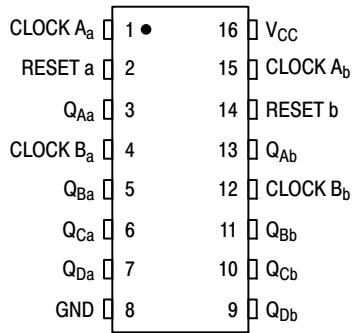 CLOCK Aa 1 16 VCC
RESET a 2 15 CLOCK Ab
QAa 3 14 RESET b
CLOCK Ba 4 13 QAb
QBa 5 12 CLOCK Bb
QCa 6 11 QBb
QDa 7 10 QCb
GND 8 9 QDb